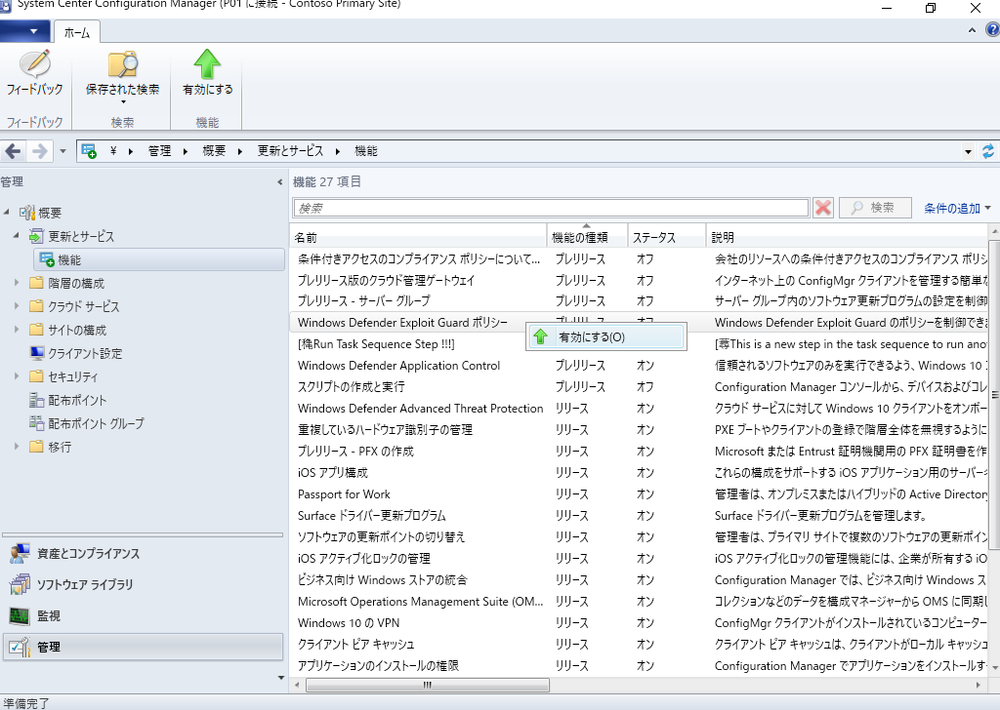 System Center Configuration Manager (P01 に接続 - Contoso Primary Site)
ホーム
フィードバック
保存された検索
有効にする
フィードバック
検索
機能
¥ 管理 概要 更新とサービス 機能
管理
概要
更新とサービス
機能
階層の構成
クラウド サービス
サイトの構成
クライアント設定
セキュリティ
配布ポイント
配布ポイント グループ
移行
資産とコンプライアンス
ソフトウェア ライブラリ
監視
管理
機能 27 項目
検索 検索 条件の追加
名前 機能の種類 ステータス 説明
条件付きアクセスのコンプライアンス ポリシーについて... プレリリース オフ 会社のリソースへの条件付きアクセスのコンプライアンス ポリシ
プレリリース版のクラウド管理ゲートウェイ プレリリース オフ インターネット上の ConfigMgr クライアントを管理する簡単な
プレリリース - サーバー グループ プレリリース オフ サーバー グループ内のソフトウェア更新プログラムの設定を制御
Windows Defender Exploit Guard ポリシー プレリリース オフ Windows Defender Exploit Guard のポリシーを制御でき
有効にする(O)
Run Task Sequence Step !!!] [蕁This is a new step in the task sequence to run ano
Windows Defender Application Control プレリリース オン 信頼されるソフトウェアのみを実行できるよう、Windows 10
スクリプトの作成と実行 プレリリース オフ Configuration Manager コンソールから、デバイスおよびコレ
Windows Defender Advanced Threat Protection リリース オン クラウド サービスに対して Windows 10 クライアントをオンボー
重複しているハードウェア識別子の管理 リリース オン PXE ブートやクライアントの登録で階層全体を無視するように
プレリリース - PFX の作成 リリース オン Microsoft または Entrust 証明機関用の PFX 証明書を作
iOS アプリ構成 リリース オン これらの構成をサポートする iOS アプリケーション用のサーバー
Passport for Work リリース オン 管理者は、オンプレミスまたはハイブリッドの Active Directory
Surface ドライバー更新プログラム リリース オン Surface ドライバー更新プログラムを管理します。
ソフトウェアの更新ポイントの切り替え リリース オン 管理者は、プライマリ サイトで複数のソフトウェアの更新ポイン
iOS アクティブ化ロックの管理 リリース オン iOS アクティブ化ロックの管理機能には、企業が所有する iO
ビジネス向け Windows ストアの統合 リリース オン Configuration Manager では、ビジネス向け Windows ス
Microsoft Operations Management Suite (OM... リリース オン コレクションなどのデータを構成マネージャーから OMS に同期
Windows 10 の VPN リリース オン ConfigMgr クライアントがインストールされているコンピューター
クライアント ピア キャッシュ リリース オン クライアント ピア キャッシュは、クライアントがローカル キャッシュ
アプリケーションのインストールの権限 リリース オン Configuration Manager でアプリケーションをインストールす
準備完了